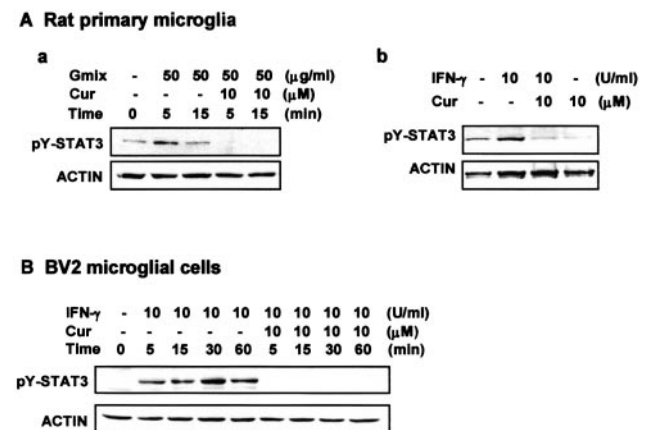 A Rat primary microglia
a
Gmix - 50 50 50 50 (μg/ml)
Cur - - - 10 10 (μM)
Time 0 5 15 5 15 (min)
pY-STAT3
ACTIN
b
IFN-γ - 10 10 - (U/ml)
Cur - - 10 10 (μM)
pY-STAT3
ACTIN
B BV2 microglial cells
IFN-γ - 10 10 10 10 10 10 10 10 (U/ml)
Cur - - - - - 10 10 10 10 (μM)
Time 0 5 15 30 60 5 15 30 60 (min)
pY-STAT3
ACTIN